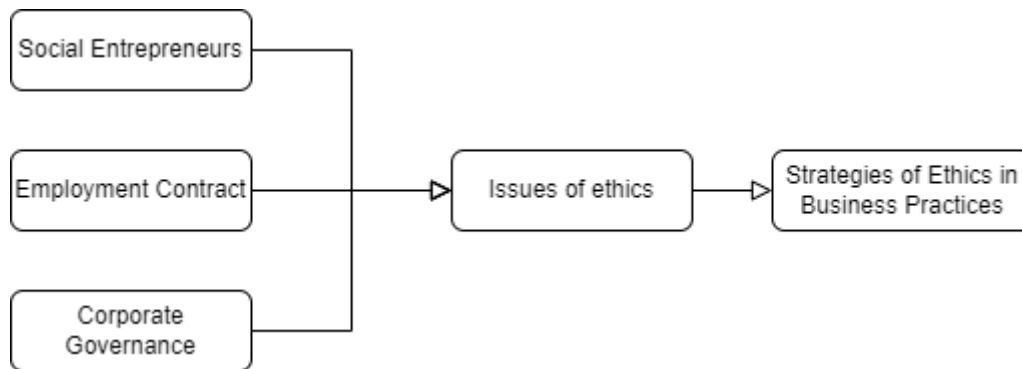 Social Entrepreneurs
Employment Contract
Corporate
Governance
Issues of ethics
Strategies of Ethics in
Business Practices